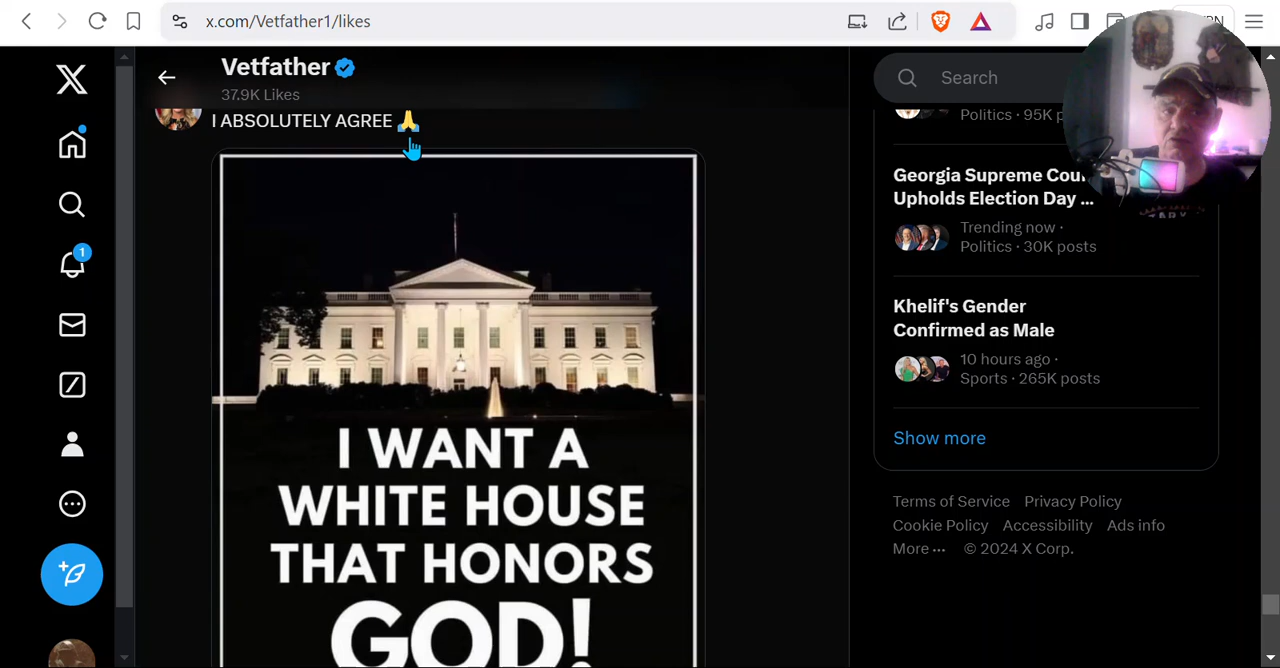 x.com/Vetfather1/likes
Vetfather
37.9K Likes
I ABSOLUTELY AGREE 🙏
I WANT A
WHITE HOUSE
THAT HONORS
GOD!
1
Search
Politics · 95K
Georgia Supreme
Upholds Election Day ...
Trending now ·
Politics · 30K posts
Khelif's Gender
Confirmed as Male
10 hours ago ·
Sports · 265K posts
Show more
Terms of Service Privacy Policy
Cookie Policy Accessibility Ads info
More ··· © 2024 X Corp.